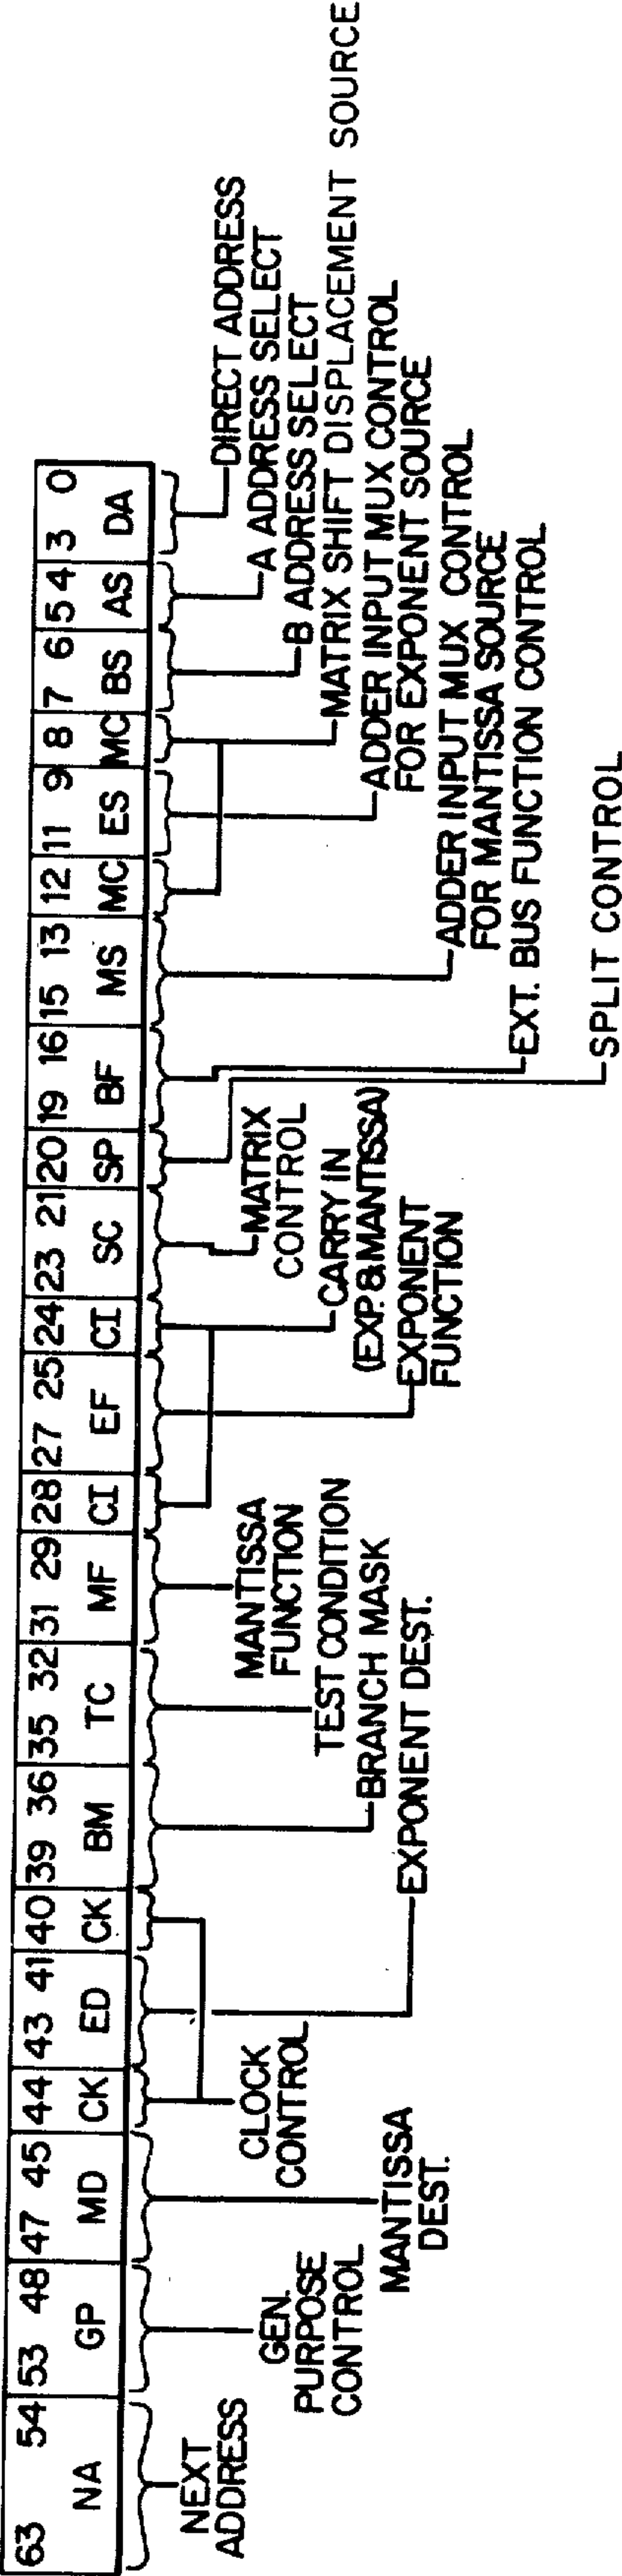 63 54 53 48 47 45 44 43 41 40 39 36 35 32 31 29 28 27 25 24 23 21 20 19 16 15 13 12 11 9 8 7 6 5 4 3 0
NA GP MD CK ED CK BM TC MF CI EF CI SC SP BF MS MC ES MC BS AS DA
NEXT
ADDRESS
GEN.
PURPOSE
CONTROL
MANTISSA
DEST.
CLOCK
CONTROL
EXPONENT DEST.
BRANCH MASK
TEST CONDITION
MANTISSA
FUNCTION
EXPONENT
FUNCTION
CARRY IN
(EXP. & MANTISSA)
MATRIX
CONTROL
SPLIT CONTROL
EXT. BUS FUNCTION CONTROL
ADDER INPUT MUX CONTROL
FOR MANTISSA SOURCE
ADDER INPUT MUX CONTROL
FOR EXPONENT SOURCE
MATRIX SHIFT DISPLACEMENT SOURCE
B ADDRESS SELECT
A ADDRESS SELECT
DIRECT ADDRESS